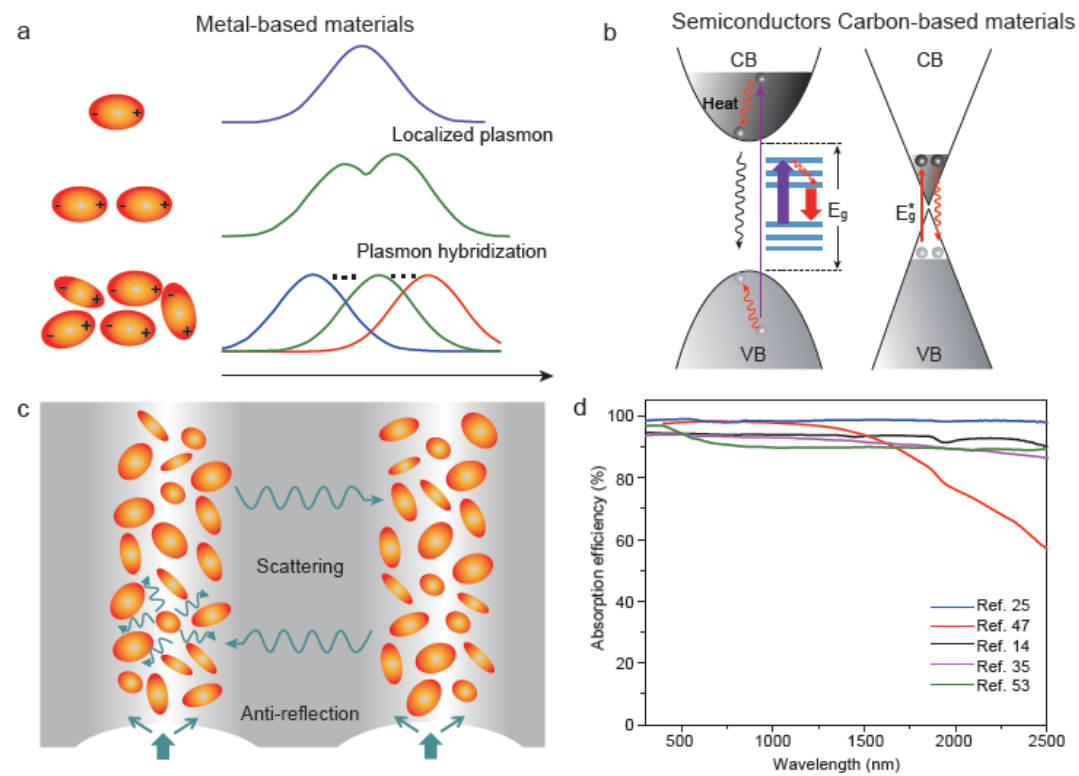 a
Metal-based materials
- +
Localized plasmon
- + - +
Plasmon hybridization
- + - + - +
- + - +
b
Semiconductors Carbon-based materials
CB
CB
Heat
Eg
Eg*
VB
VB
c
Scattering
Anti-reflection
d
Absorption efficiency (%)
100
80
60
40
20
0
500 1000 1500 2000 2500
Wavelength (nm)
Ref. 25
Ref. 47
Ref. 14
Ref. 35
Ref. 53